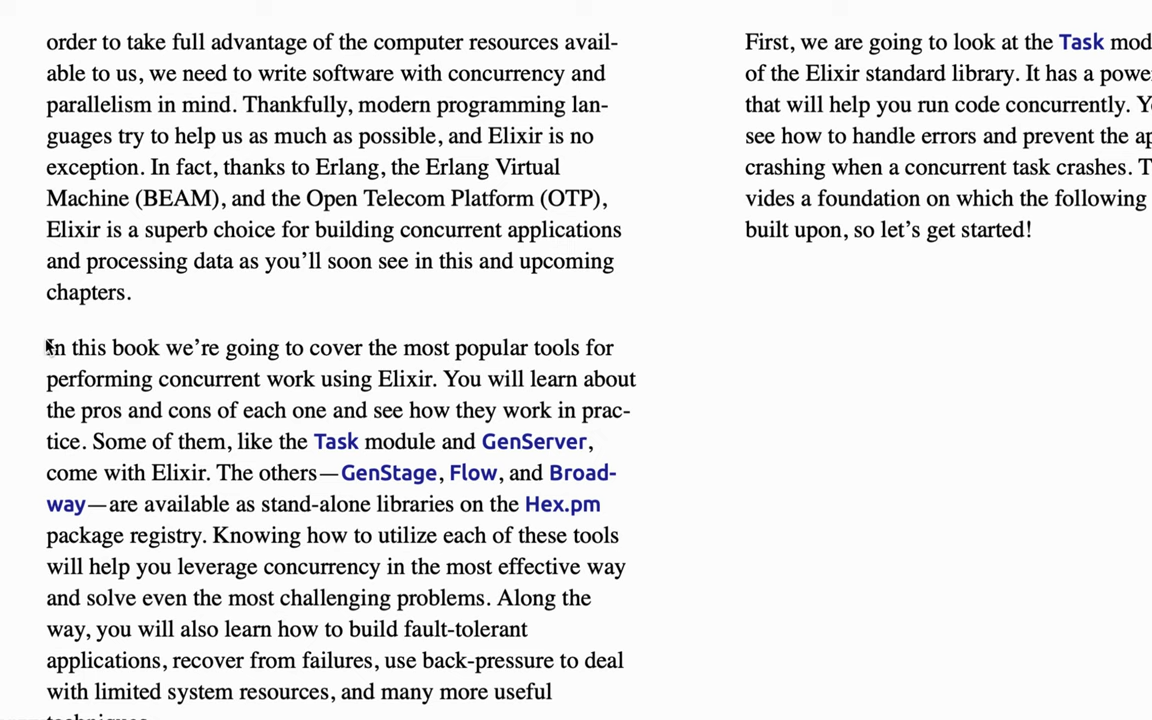 order to take full advantage of the computer resources avail-
able to us, we need to write software with concurrency and
parallelism in mind. Thankfully, modern programming lan-
guages try to help us as much as possible, and Elixir is no
exception. In fact, thanks to Erlang, the Erlang Virtual
Machine (BEAM), and the Open Telecom Platform (OTP),
Elixir is a superb choice for building concurrent applications
and processing data as you’ll soon see in this and upcoming
chapters.
In this book we’re going to cover the most popular tools for
performing concurrent work using Elixir. You will learn about
the pros and cons of each one and see how they work in prac-
tice. Some of them, like the Task module and GenServer,
come with Elixir. The others—GenStage, Flow, and Broad-
way—are available as stand-alone libraries on the Hex.pm
package registry. Knowing how to utilize each of these tools
will help you leverage concurrency in the most effective way
and solve even the most challenging problems. Along the
way, you will also learn how to build fault-tolerant
applications, recover from failures, use back-pressure to deal
with limited system resources, and many more useful
First, we are going to look at the Task mod
of the Elixir standard library. It has a powe
that will help you run code concurrently. Y
see how to handle errors and prevent the ap
crashing when a concurrent task crashes. T
vides a foundation on which the following
built upon, so let’s get started!